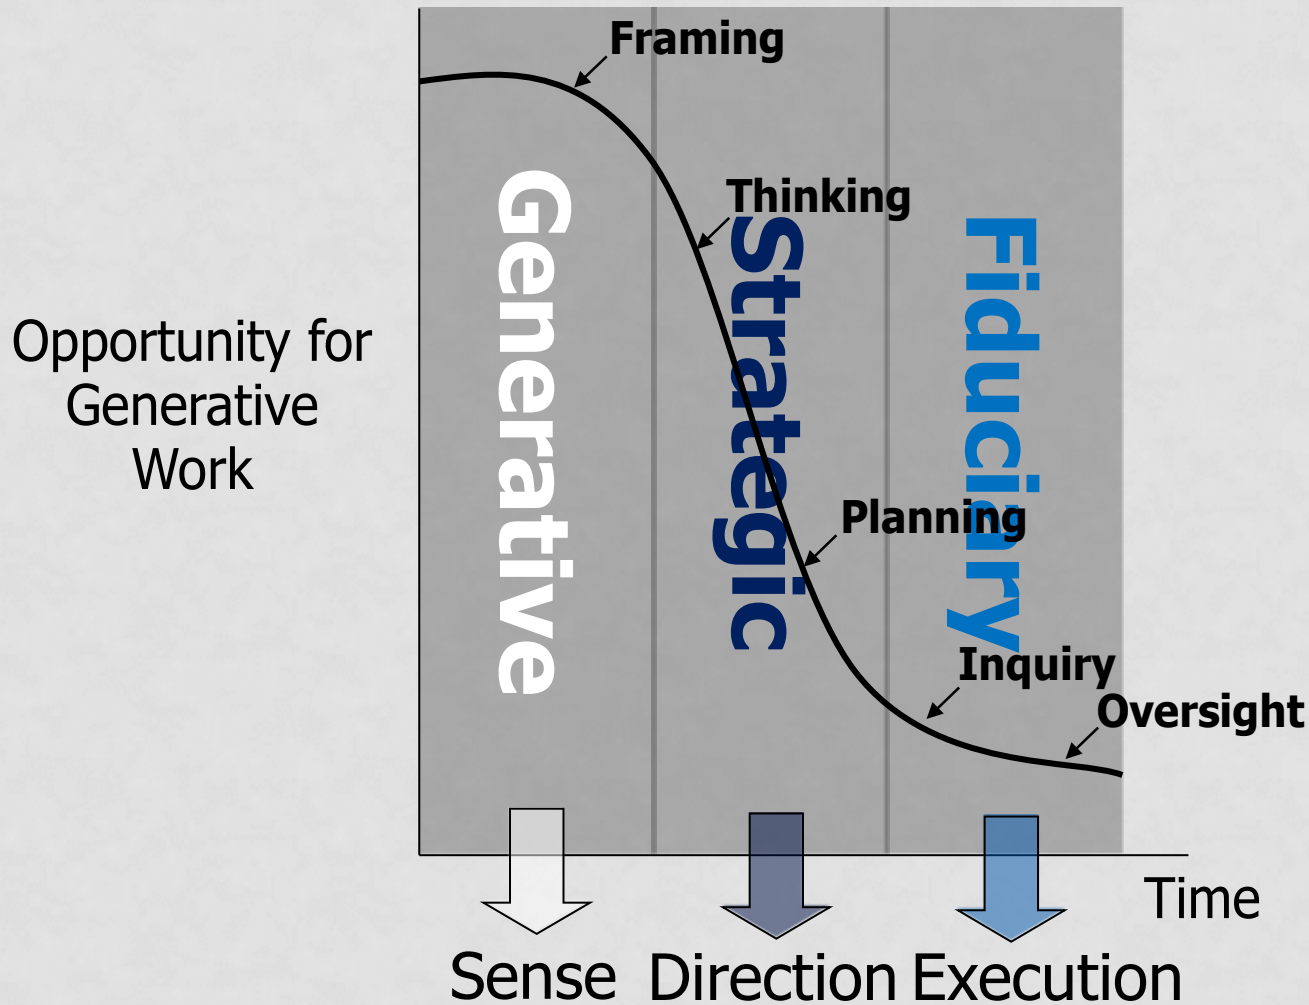 Framing
Thinking
Generative
Strategic
Fiduciary
Opportunity for
Generative
Work
Planning
Inquiry
Oversight
Time
Sense
Direction
Execution